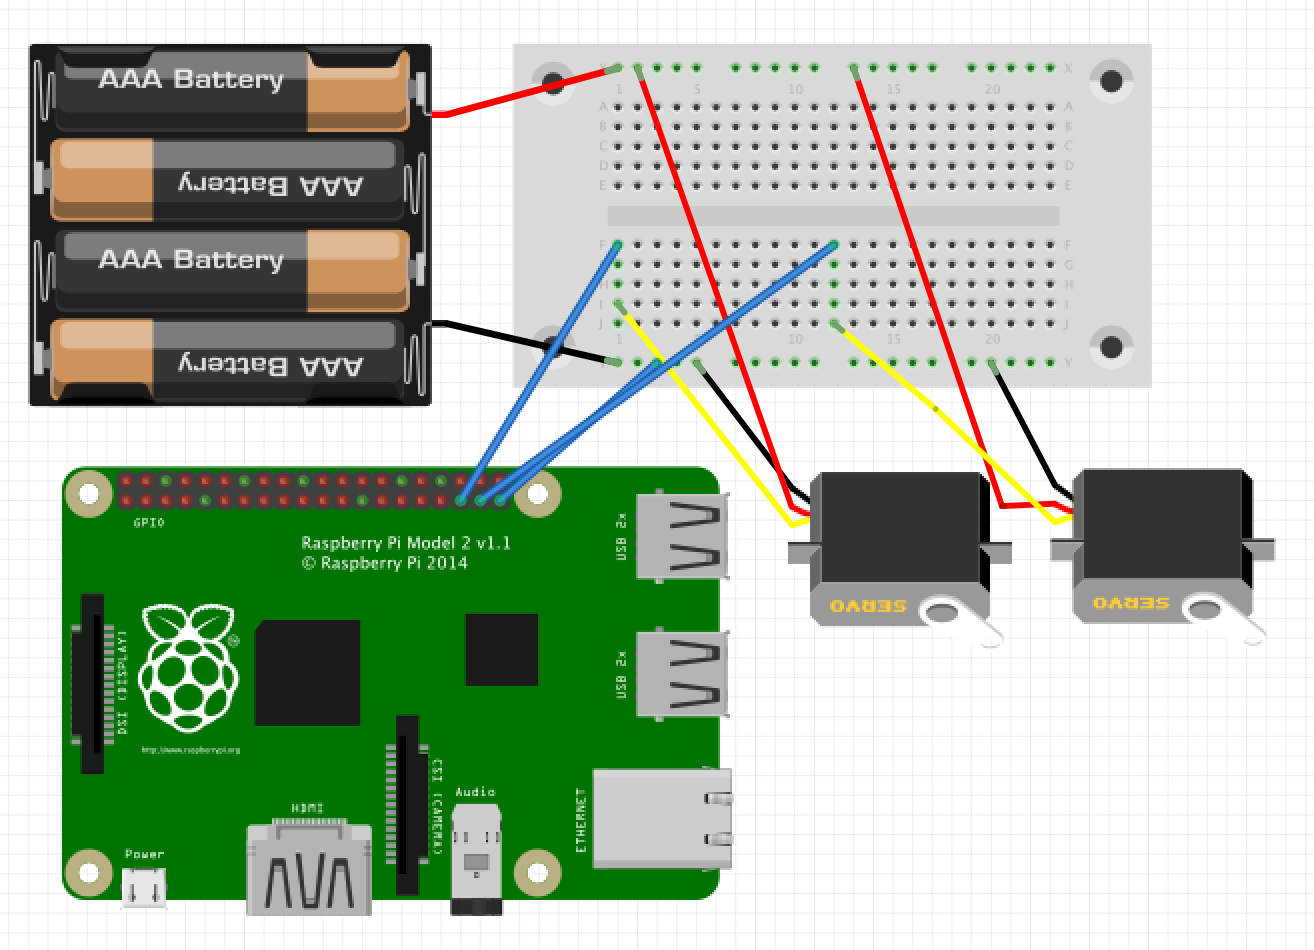 AAA Battery
AAA Battery
AAA Battery
AAA Battery
X
X
1
5
10
15
20
A
A
B
B
C
C
D
D
E
E
F
F
G
G
H
H
I
I
J
J
1
10
20
Y
GPIO
Raspberry Pi Model 2 v1.1
© Raspberry Pi 2014
USB 2x
USB 2x
DSI (DISPLAY)
®
http://www.raspberrypi.org
CSI (CAMERA)
HDMI
Audio
ETHERNET
Power
SERVO
SERVO